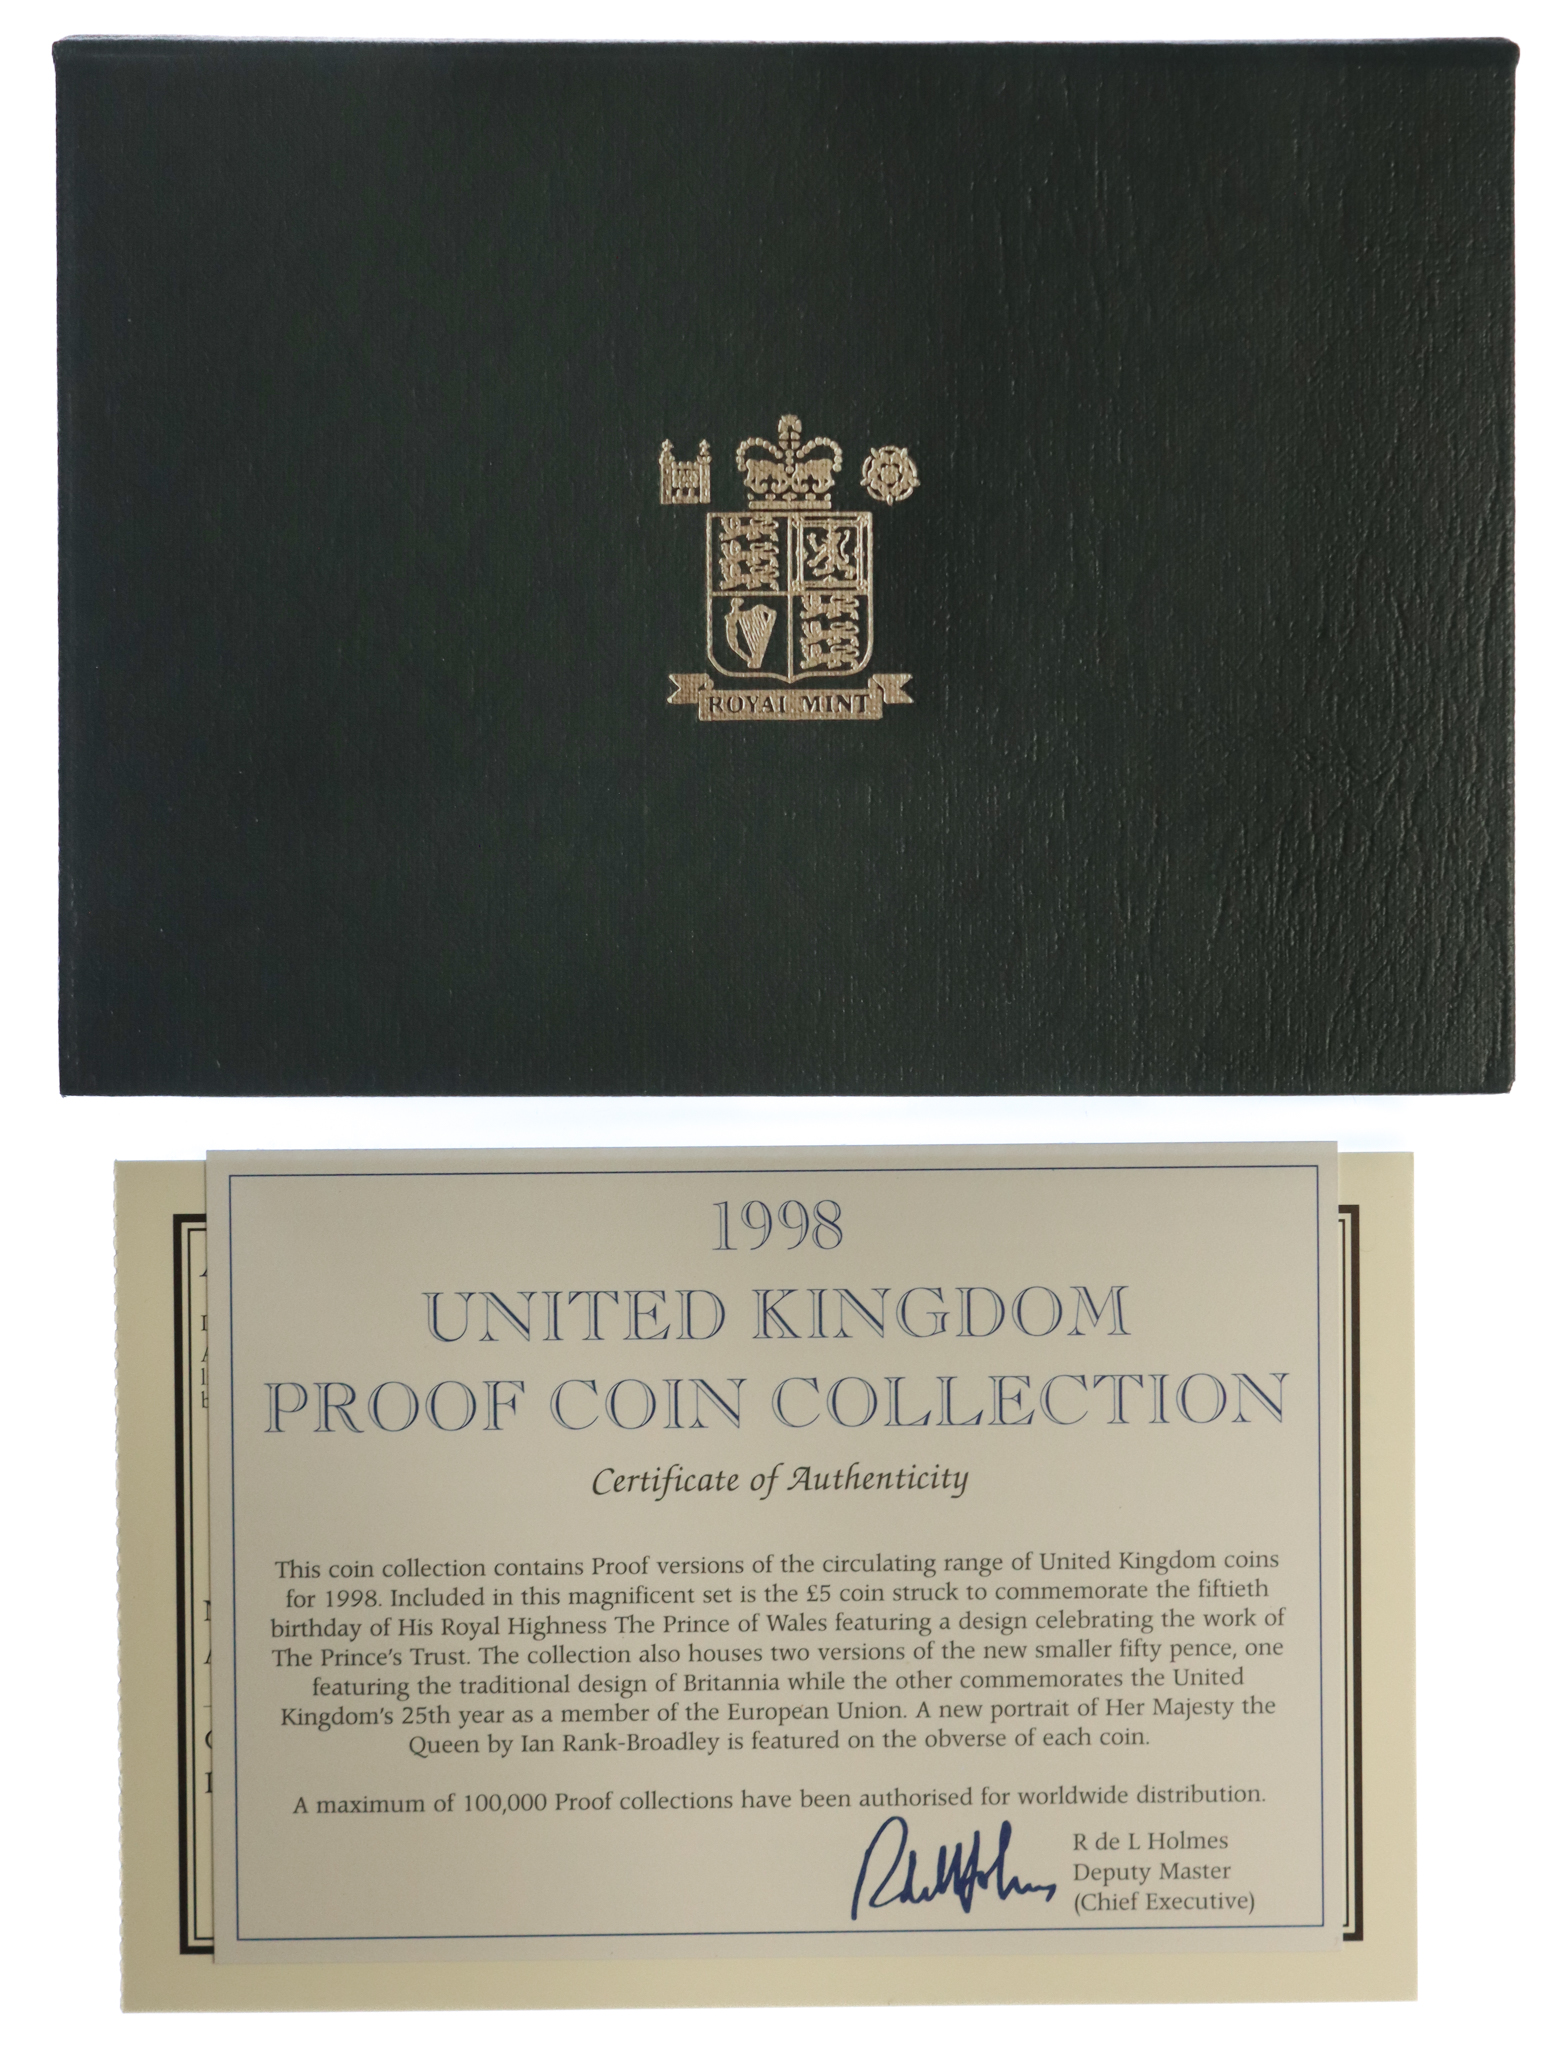 ROYAL MINT
1998
UNITED KINGDOM
PROOF COIN COLLECTION
Certificate of Authenticity
This coin collection contains Proof versions of the circulating range of United Kingdom coins
for 1998. Included in this magnificent set is the £5 coin struck to commemorate the fiftieth
birthday of His Royal Highness The Prince of Wales featuring a design celebrating the work of
The Prince's Trust. The collection also houses two versions of the new smaller fifty pence, one
featuring the traditional design of Britannia while the other commemorates the United
Kingdom's 25th year as a member of the European Union. A new portrait of Her Majesty the
Queen by Ian Rank-Broadley is featured on the obverse of each coin.
A maximum of 100,000 Proof collections have been authorised for worldwide distribution.
R de L Holmes
Deputy Master
(Chief Executive)